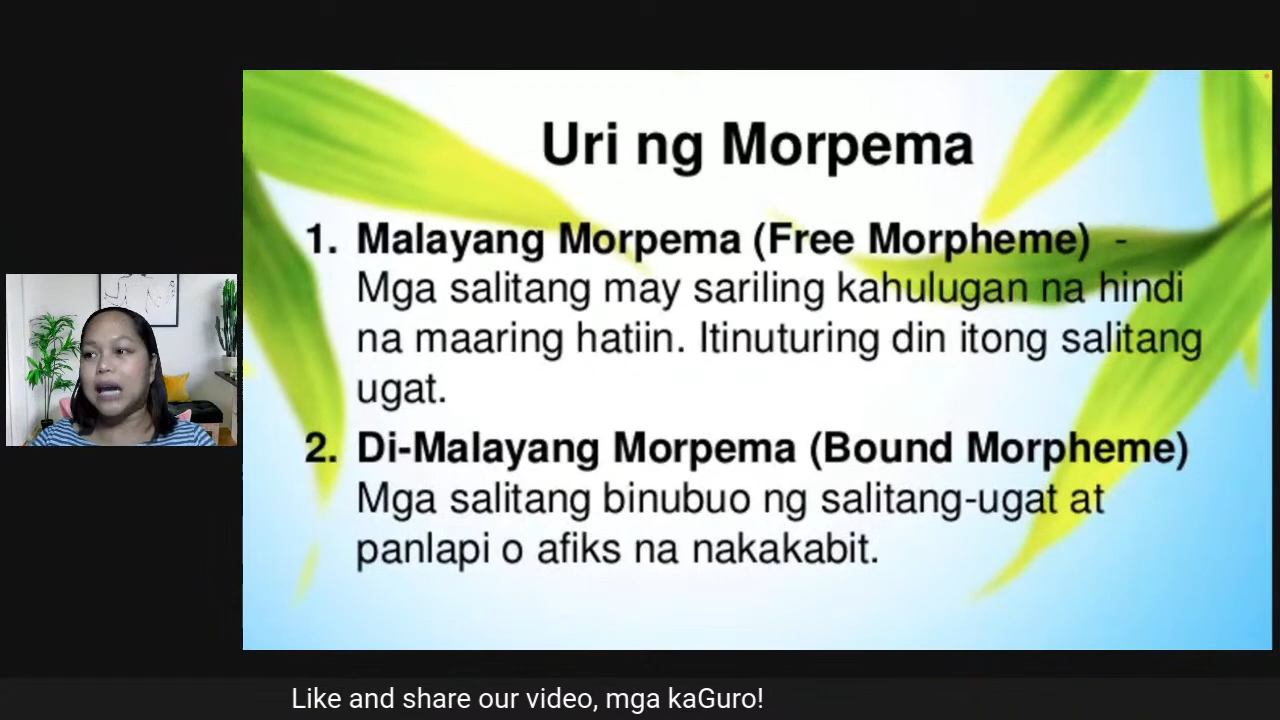 Uri ng Morpema
1. Malayang Morpema (Free Morpheme) -
Mga salitang may sariling kahulugan na hindi
na maaring hatiin. Itinuturing din itong salitang
ugat.
2. Di-Malayang Morpema (Bound Morpheme)
Mga salitang binubuo ng salitang-ugat at
panlapi o afiks na nakakabit.
Like and share our video, mga kaGuro!